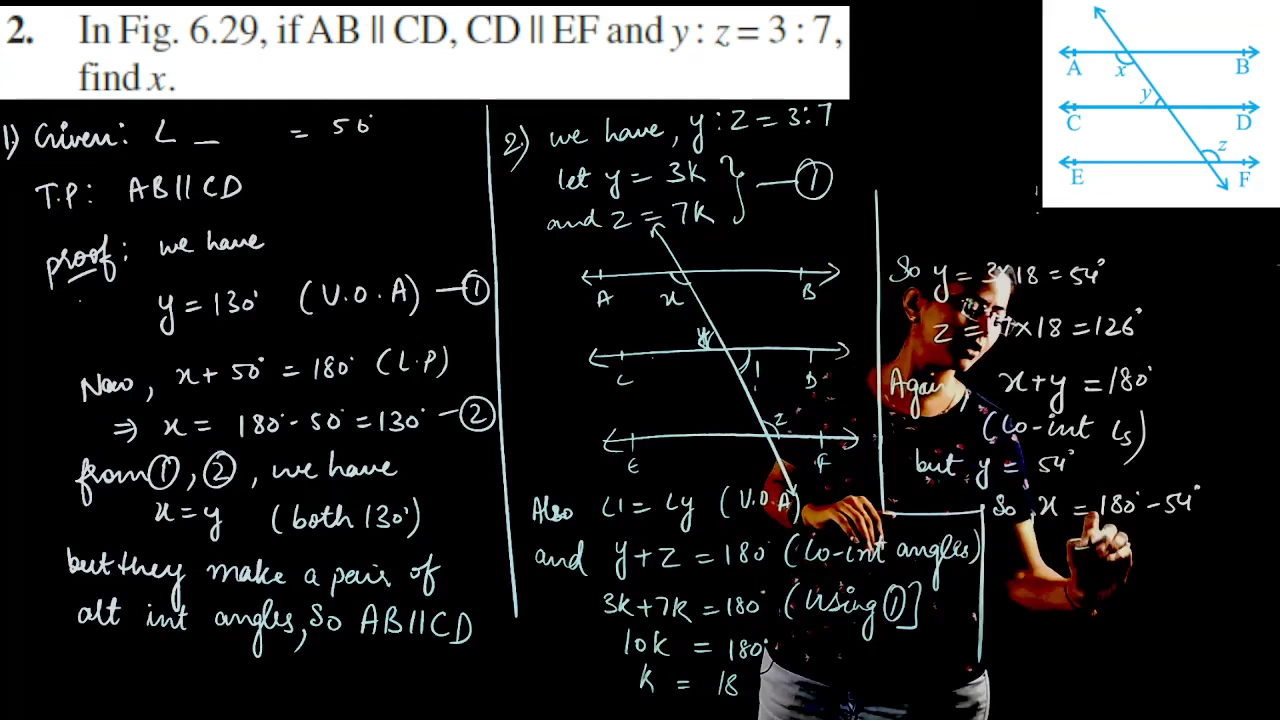 2. In Fig. 6.29, if AB || CD, CD || EF and y : z = 3 : 7,
find x.
A
x
B
y
C
D
z
E
F
1) Given: ∠ _ = 50°
T.P: AB || CD
proof: we have
y = 130° (V.O.A) — ①
Now, x + 50° = 180° (L.P)
⇒ x = 180° - 50° = 130° — ②
from ①, ②, we have
x = y (both 130°)
but they make a pair of
alt int angles, So AB || CD
2) we have, y : z = 3 : 7
let y = 3k
and z = 7k } — ①
A
x
B
y
C
1
D
z
E
F
Also ∠1 = ∠y (V.O.A)
and y + z = 180° (Co-int angles)
3k + 7k = 180° (Using ①]
10k = 180°
k = 18
So y = 3 × 18 = 54°
z = 7 × 18 = 126°
Again, x + y = 180°
(Co-int ∠s)
but y = 54°
So x = 180° - 54°